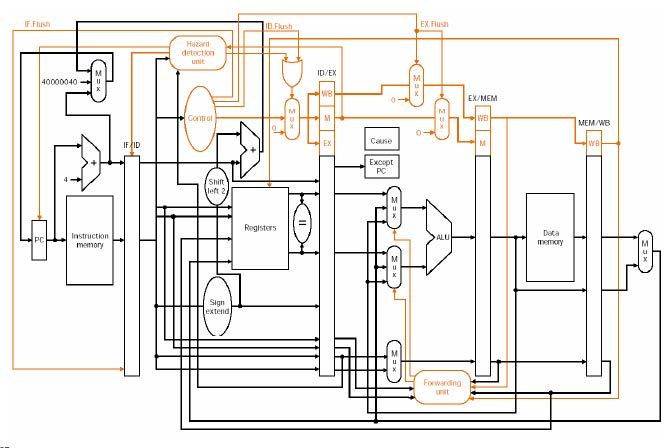 IF.Flush
ID.Flush
EX.Flush
Hazard
detection
unit
ID/EX
M
u
x
40000040
M
u
x
WB
0
EX/MEM
Control
M
u
x
0
M
M
u
x
0
WB
MEM/WB
IF/ID
+
EX
Cause
M
WB
+
Except
PC
4
Shift
left 2
PC
Instruction
memory
Registers
=
M
u
x
ALU
Data
memory
M
u
x
M
u
x
Sign
extend
M
u
x
Forwarding
unit